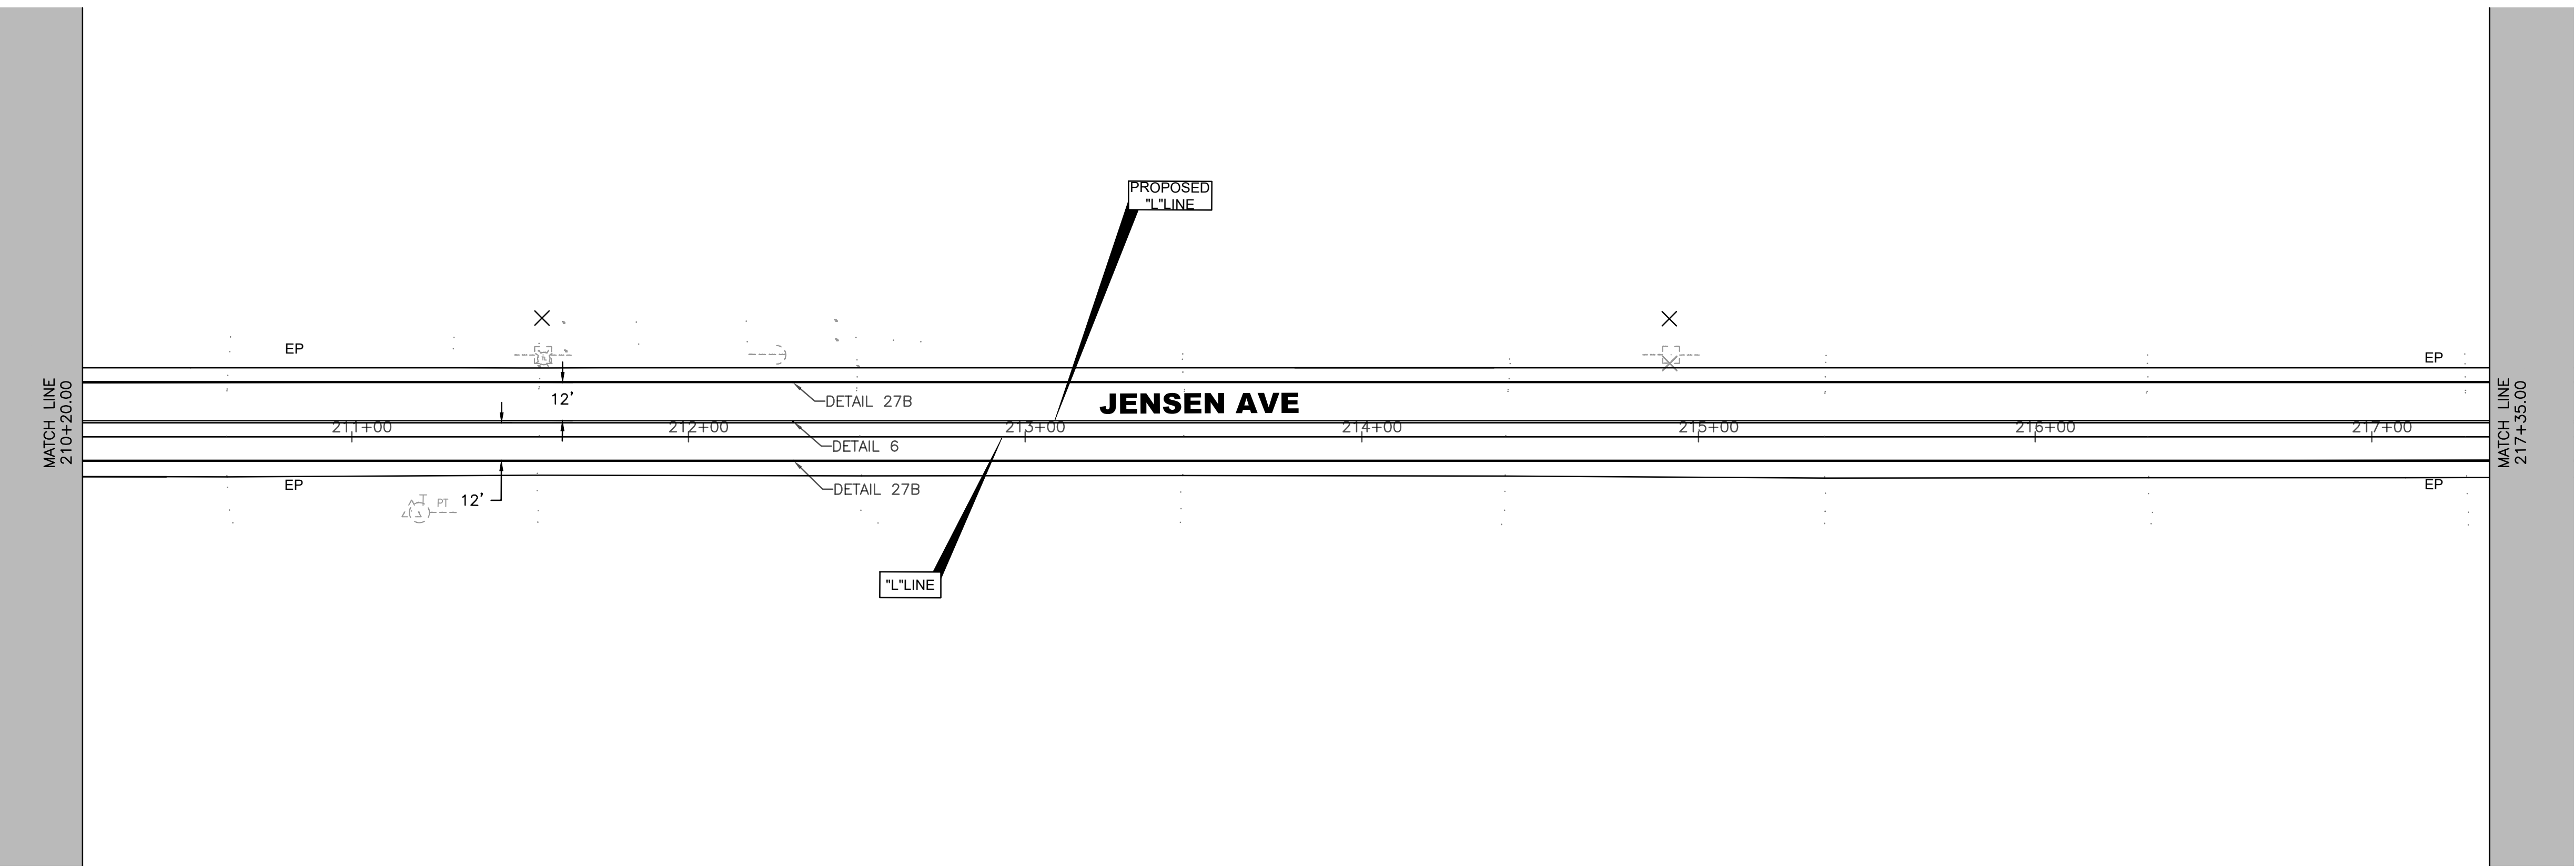 PROPOSED
"L"LINE
EP
EP
MATCH LINE
210+20.00
12'
DETAIL 27B
JENSEN AVE
MATCH LINE
217+35.00
211+00
212+00
213+00
214+00
215+00
216+00
217+00
DETAIL 6
EP
DETAIL 27B
EP
PT
12'
"L"LINE